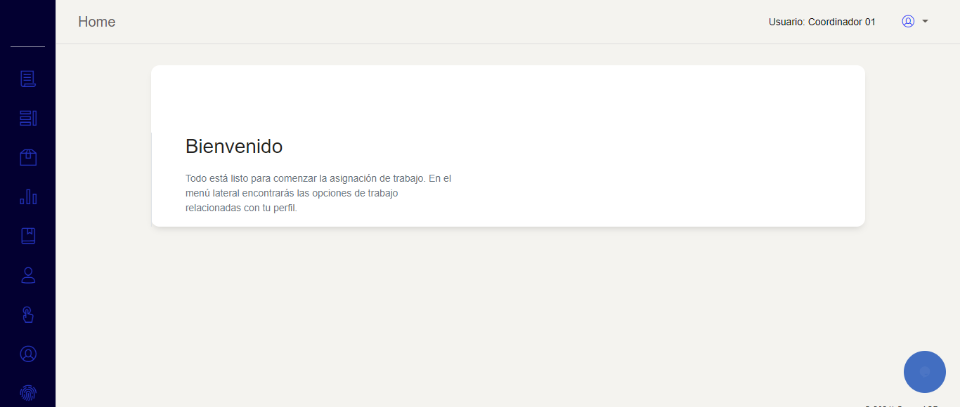 Home
Usuario: Coordinador 01
Bienvenido
Todo está listo para comenzar la asignación de trabajo. En el
menú lateral encontrarás las opciones de trabajo
relacionadas con tu perfil.